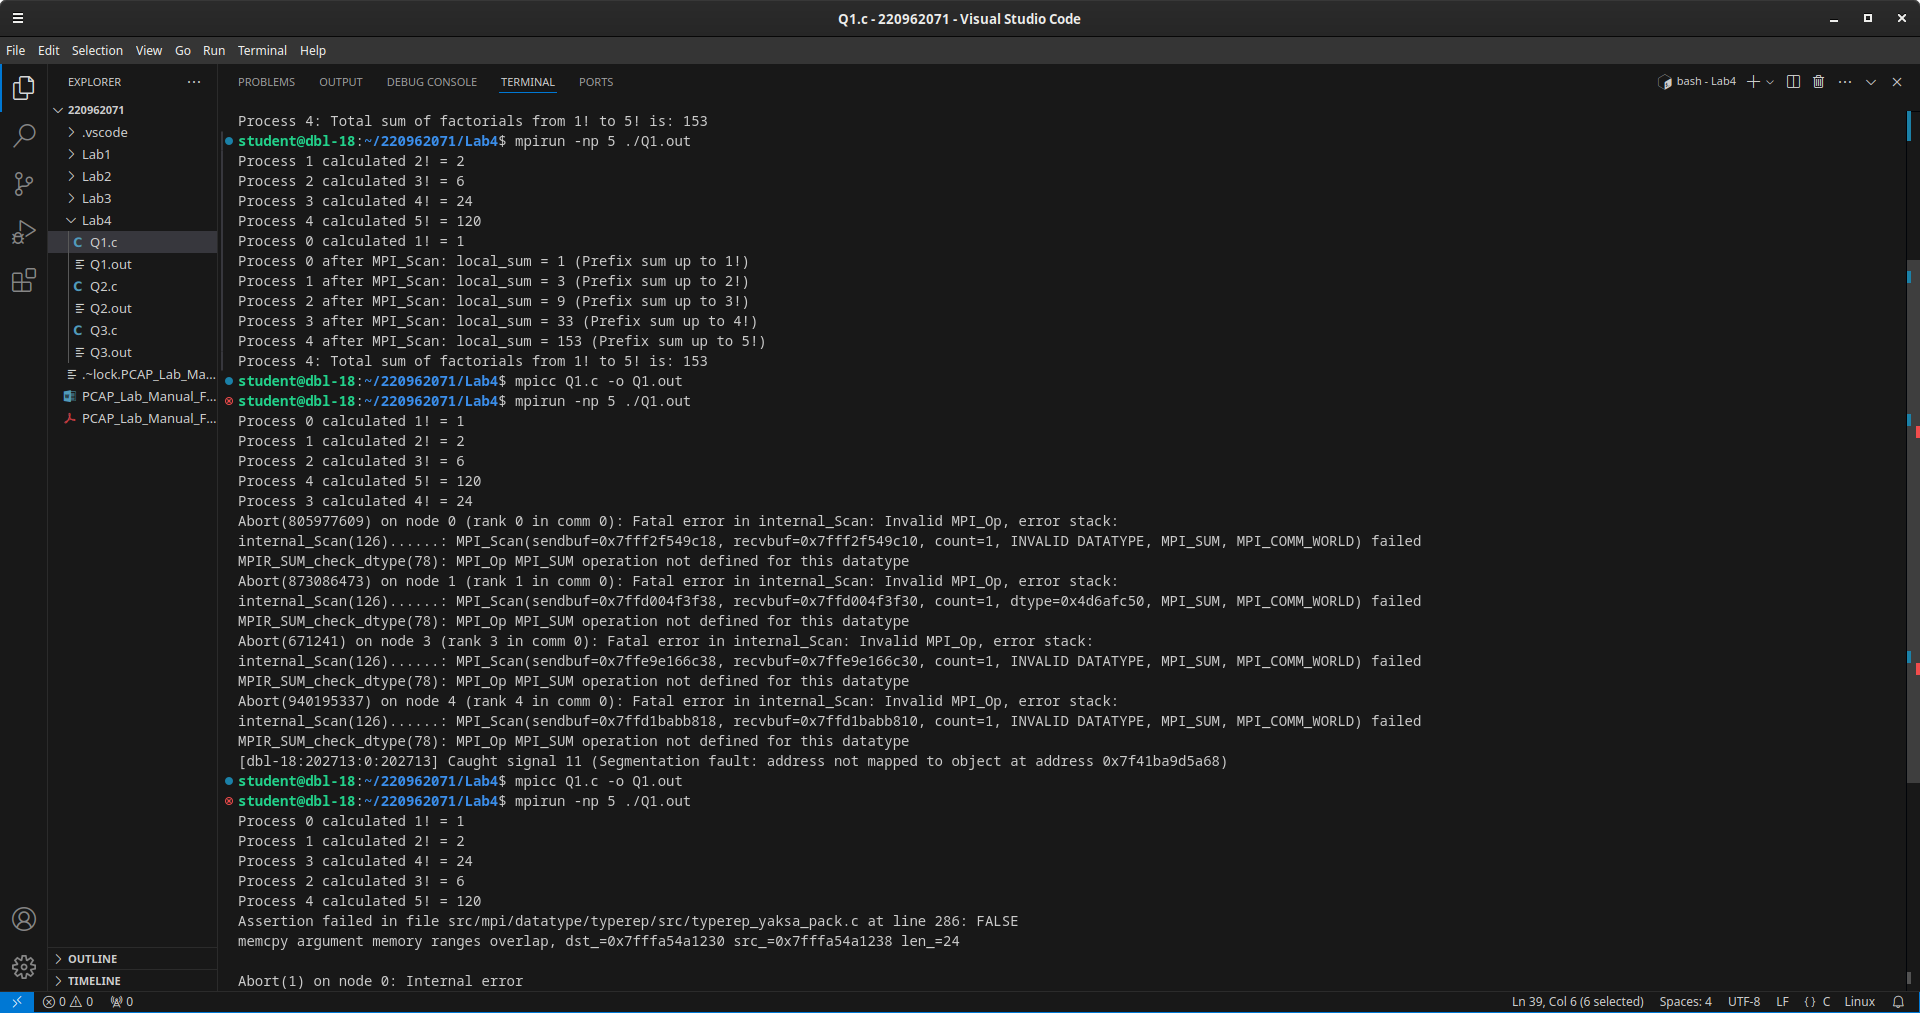 Q1.c - 220962071 - Visual Studio Code
File Edit Selection View Go Run Terminal Help
EXPLORER
220962071
.vscode
Lab1
Lab2
Lab3
Lab4
Q1.c
Q1.out
Q2.c
Q2.out
Q3.c
Q3.out
.~lock.PCAP_Lab_Ma...
PCAP_Lab_Manual_F...
PCAP_Lab_Manual_F...
OUTLINE
TIMELINE
PROBLEMS OUTPUT DEBUG CONSOLE TERMINAL PORTS
bash - Lab4
Process 4: Total sum of factorials from 1! to 5! is: 153
student@dbl-18:~/220962071/Lab4$ mpirun -np 5 ./Q1.out
Process 1 calculated 2! = 2
Process 2 calculated 3! = 6
Process 3 calculated 4! = 24
Process 4 calculated 5! = 120
Process 0 calculated 1! = 1
Process 0 after MPI_Scan: local_sum = 1 (Prefix sum up to 1!)
Process 1 after MPI_Scan: local_sum = 3 (Prefix sum up to 2!)
Process 2 after MPI_Scan: local_sum = 9 (Prefix sum up to 3!)
Process 3 after MPI_Scan: local_sum = 33 (Prefix sum up to 4!)
Process 4 after MPI_Scan: local_sum = 153 (Prefix sum up to 5!)
Process 4: Total sum of factorials from 1! to 5! is: 153
student@dbl-18:~/220962071/Lab4$ mpicc Q1.c -o Q1.out
student@dbl-18:~/220962071/Lab4$ mpirun -np 5 ./Q1.out
Process 0 calculated 1! = 1
Process 1 calculated 2! = 2
Process 2 calculated 3! = 6
Process 4 calculated 5! = 120
Process 3 calculated 4! = 24
Abort(805977609) on node 0 (rank 0 in comm 0): Fatal error in internal_Scan: Invalid MPI_Op, error stack:
internal_Scan(126)......: MPI_Scan(sendbuf=0x7fff2f549c18, recvbuf=0x7fff2f549c10, count=1, INVALID DATATYPE, MPI_SUM, MPI_COMM_WORLD) failed
MPIR_SUM_check_dtype(78): MPI_Op MPI_SUM operation not defined for this datatype
Abort(873086473) on node 1 (rank 1 in comm 0): Fatal error in internal_Scan: Invalid MPI_Op, error stack:
internal_Scan(126)......: MPI_Scan(sendbuf=0x7ffd004f3f38, recvbuf=0x7ffd004f3f30, count=1, dtype=0x4d6afc50, MPI_SUM, MPI_COMM_WORLD) failed
MPIR_SUM_check_dtype(78): MPI_Op MPI_SUM operation not defined for this datatype
Abort(671241) on node 3 (rank 3 in comm 0): Fatal error in internal_Scan: Invalid MPI_Op, error stack:
internal_Scan(126)......: MPI_Scan(sendbuf=0x7ffe9e166c38, recvbuf=0x7ffe9e166c30, count=1, INVALID DATATYPE, MPI_SUM, MPI_COMM_WORLD) failed
MPIR_SUM_check_dtype(78): MPI_Op MPI_SUM operation not defined for this datatype
Abort(940195337) on node 4 (rank 4 in comm 0): Fatal error in internal_Scan: Invalid MPI_Op, error stack:
internal_Scan(126)......: MPI_Scan(sendbuf=0x7ffd1babb818, recvbuf=0x7ffd1babb810, count=1, INVALID DATATYPE, MPI_SUM, MPI_COMM_WORLD) failed
MPIR_SUM_check_dtype(78): MPI_Op MPI_SUM operation not defined for this datatype
[dbl-18:202713:0:202713] Caught signal 11 (Segmentation fault: address not mapped to object at address 0x7f41ba9d5a68)
student@dbl-18:~/220962071/Lab4$ mpicc Q1.c -o Q1.out
student@dbl-18:~/220962071/Lab4$ mpirun -np 5 ./Q1.out
Process 0 calculated 1! = 1
Process 1 calculated 2! = 2
Process 3 calculated 4! = 24
Process 2 calculated 3! = 6
Process 4 calculated 5! = 120
Assertion failed in file src/mpi/datatype/typerep/src/typerep_yaksa_pack.c at line 286: FALSE
memcpy argument memory ranges overlap, dst_=0x7fffa54a1230 src_=0x7fffa54a1238 len_=24
Abort(1) on node 0: Internal error
0 0 0
Ln 39, Col 6 (6 selected) Spaces: 4 UTF-8 LF {} C Linux